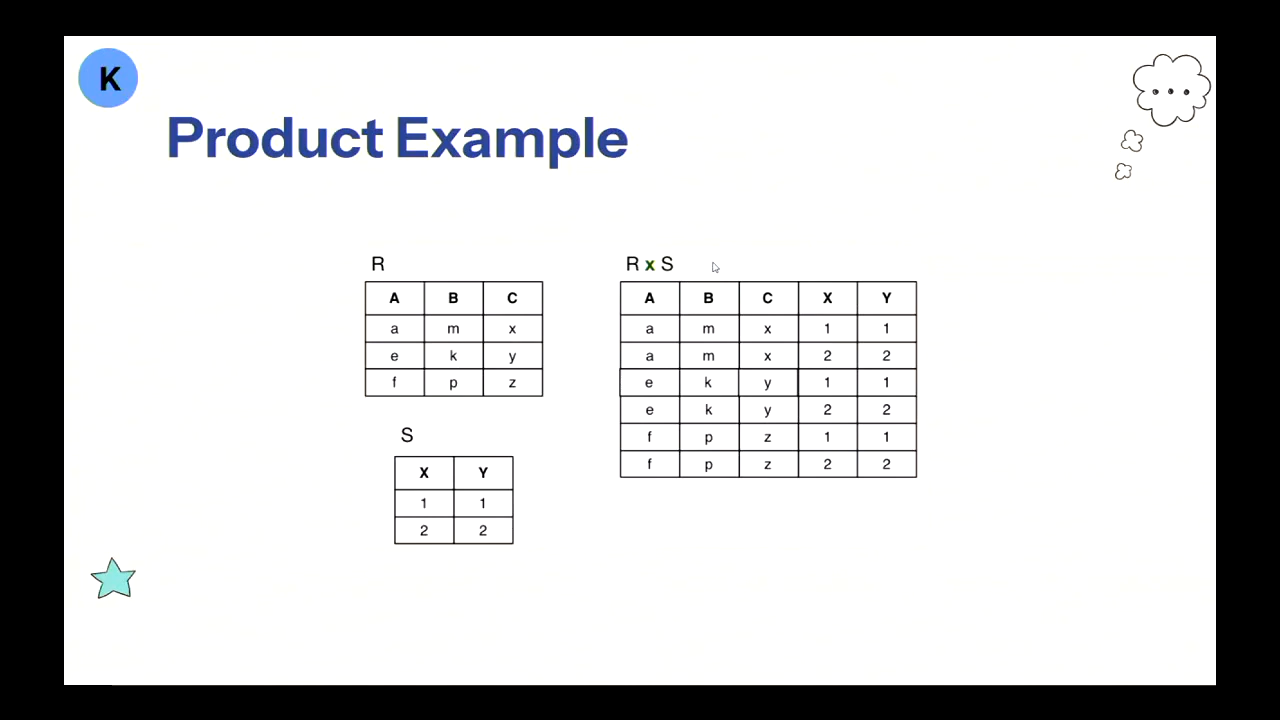 K
Product Example
R
A B C
a m x
e k y
f p z
S
X Y
1 1
2 2
R x S
A B C X Y
a m x 1 1
a m x 2 2
e k y 1 1
e k y 2 2
f p z 1 1
f p z 2 2